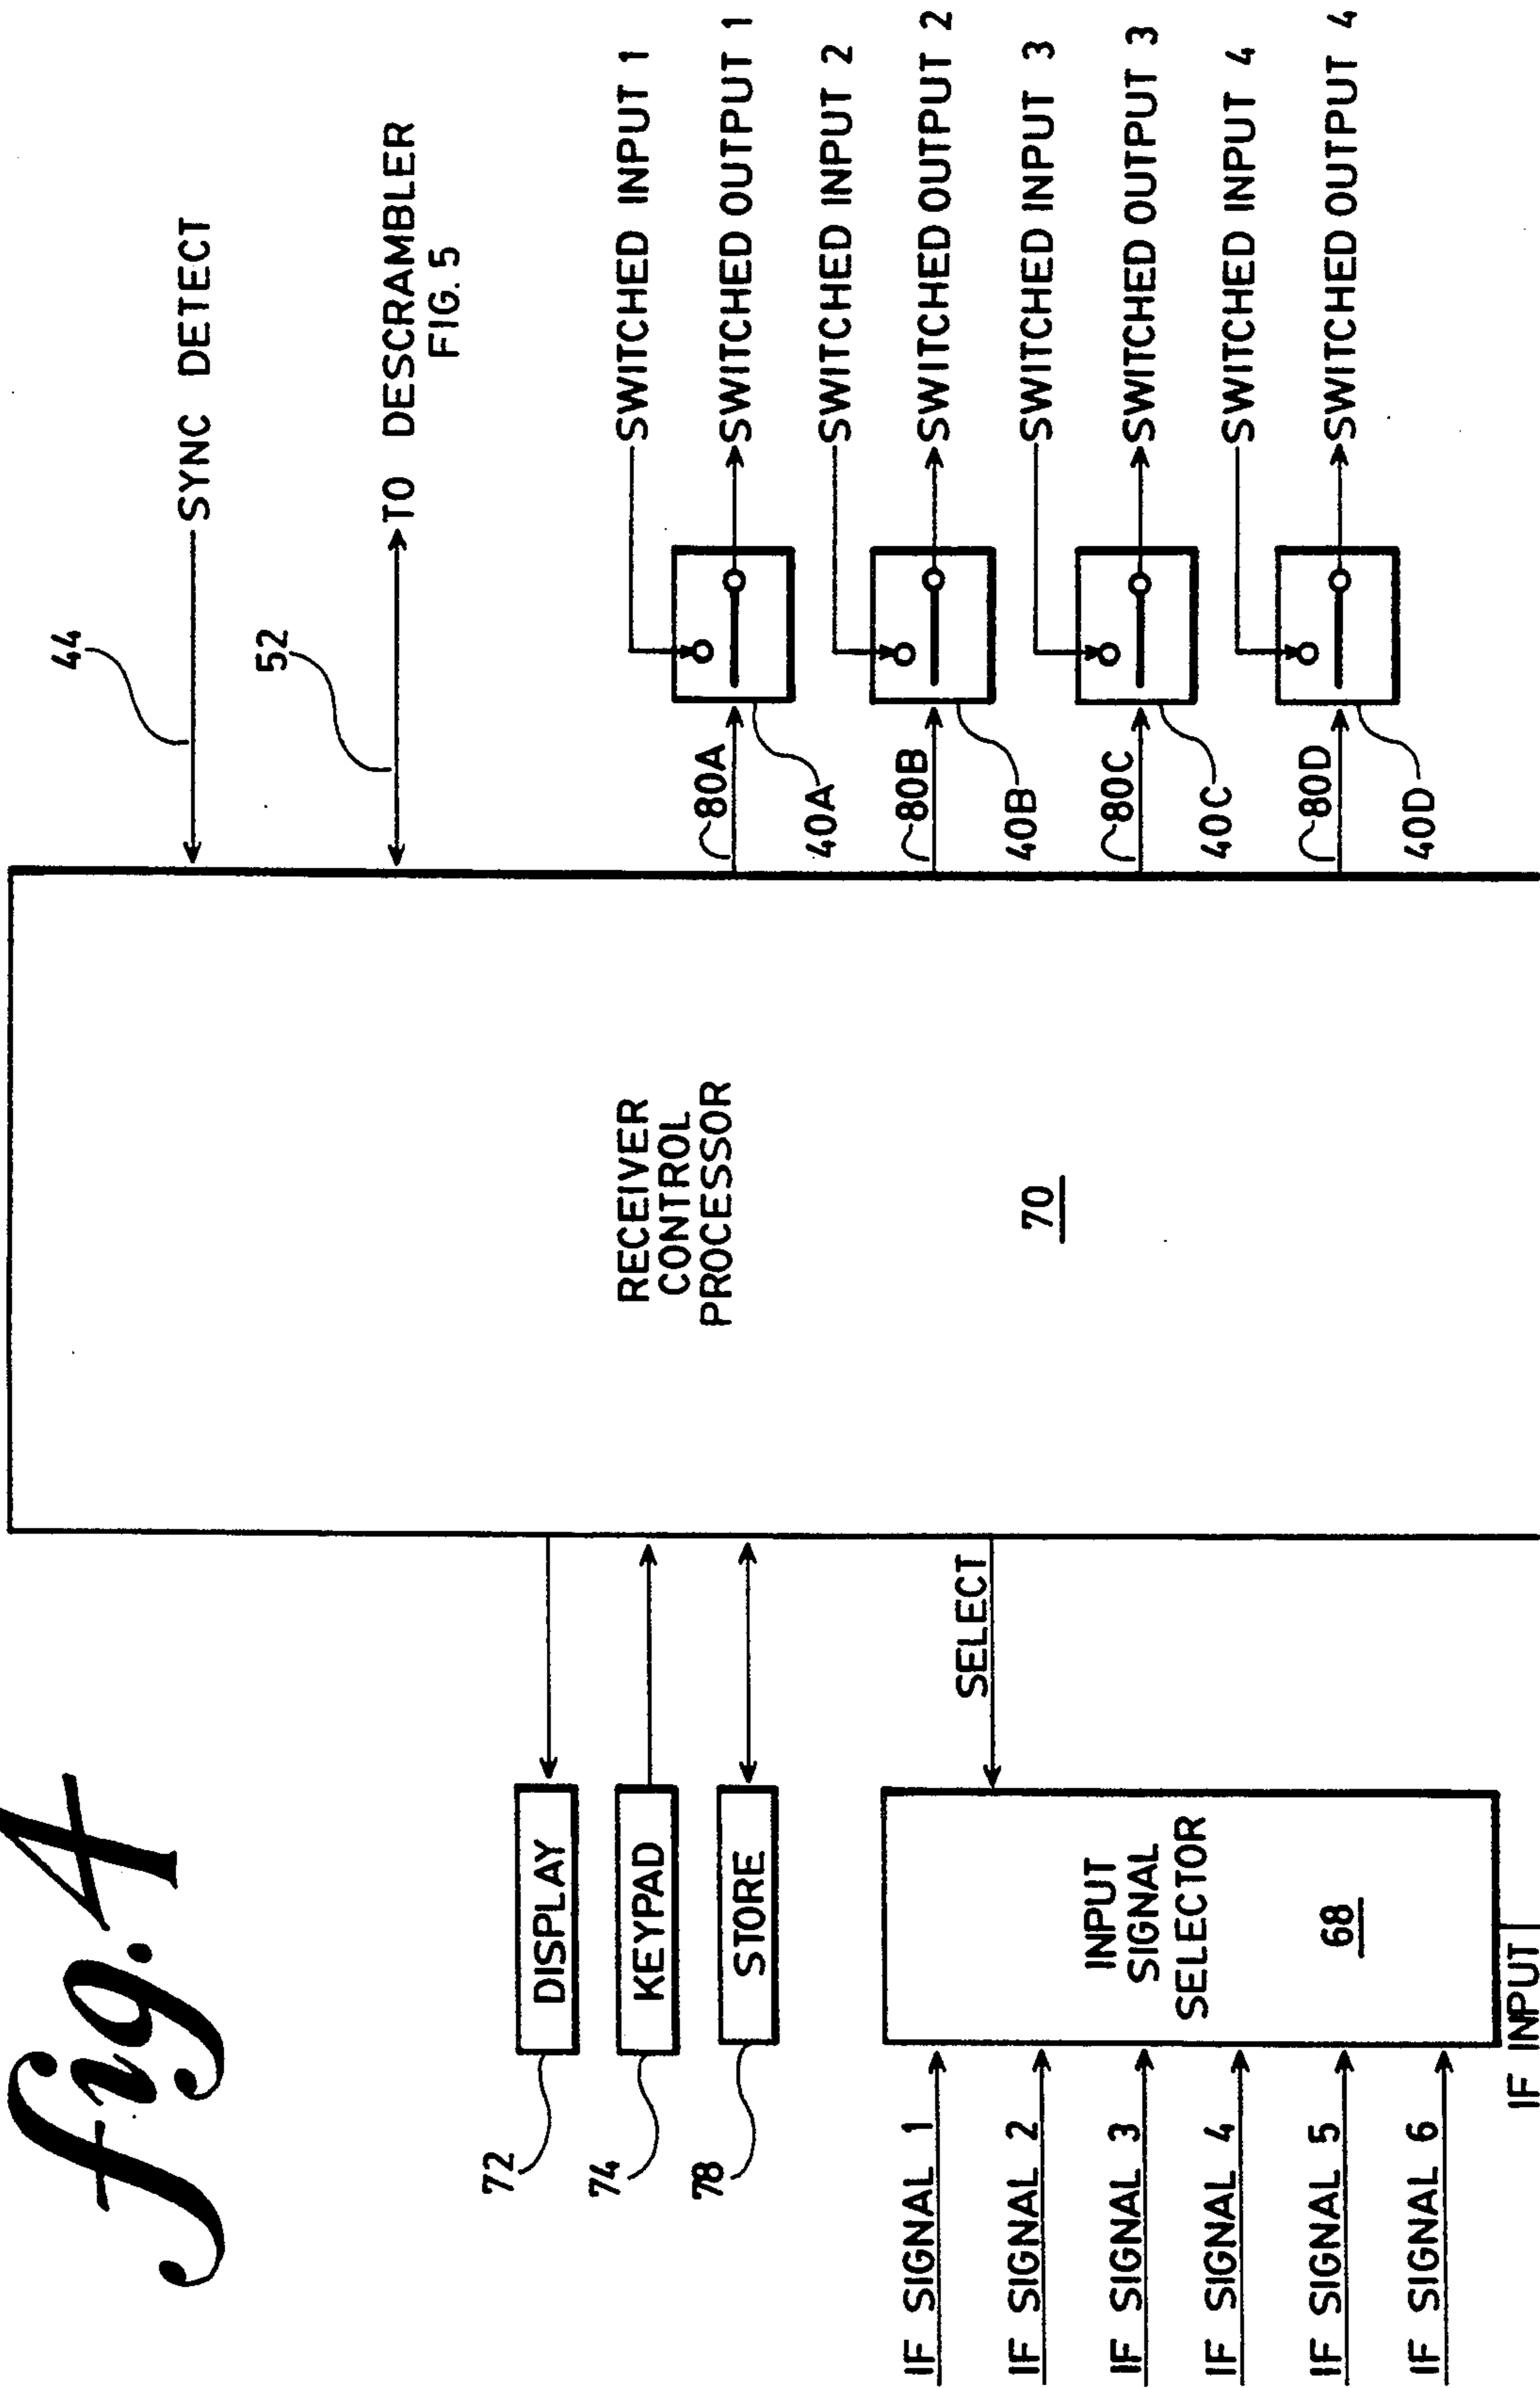 fig. 4
44
SYNC DETECT
52
TO DESCRAMBLER
FIG. 5
RECEIVER
CONTROL
PROCESSOR
70
72
DISPLAY
74
KEYPAD
78
STORE
SELECT
INPUT
SIGNAL
SELECTOR
68
IF SIGNAL 1
IF SIGNAL 2
IF SIGNAL 3
IF SIGNAL 4
IF SIGNAL 5
IF SIGNAL 6
IF INPUT
80A
40A
SWITCHED INPUT 1
SWITCHED OUTPUT 1
80B
40B
SWITCHED INPUT 2
SWITCHED OUTPUT 2
80C
40C
SWITCHED INPUT 3
SWITCHED OUTPUT 3
80D
40D
SWITCHED INPUT 4
SWITCHED OUTPUT 4